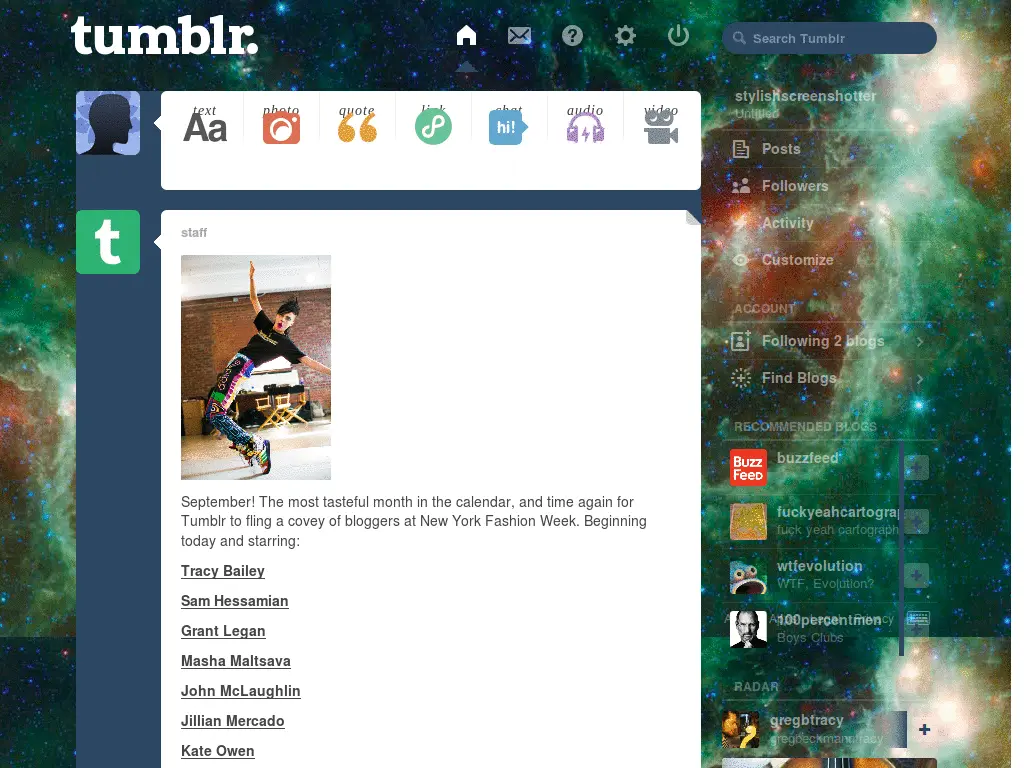 tumblr.
Search Tumblr
text photo quote link chat audio video
Aa
hi!
stylishscreenshotter
Untitled
Posts
Followers
Activity
Customize
ACCOUNT
Following 2 blogs
Find Blogs
RECOMMENDED BLOGS
BUZZ
FEED
buzzfeed
fuckyeahcartograp
fuck yeah cartograph
wtfevolution
WTF, Evolution?
100percentmen
Boys Clubs
Legal Privacy
RADAR
gregbtracy
gregbeckmanntracy
t
staff
September! The most tasteful month in the calendar, and time again for
Tumblr to fling a covey of bloggers at New York Fashion Week. Beginning
today and starring:
Tracy Bailey
Sam Hessamian
Grant Legan
Masha Maltsava
John McLaughlin
Jillian Mercado
Kate Owen